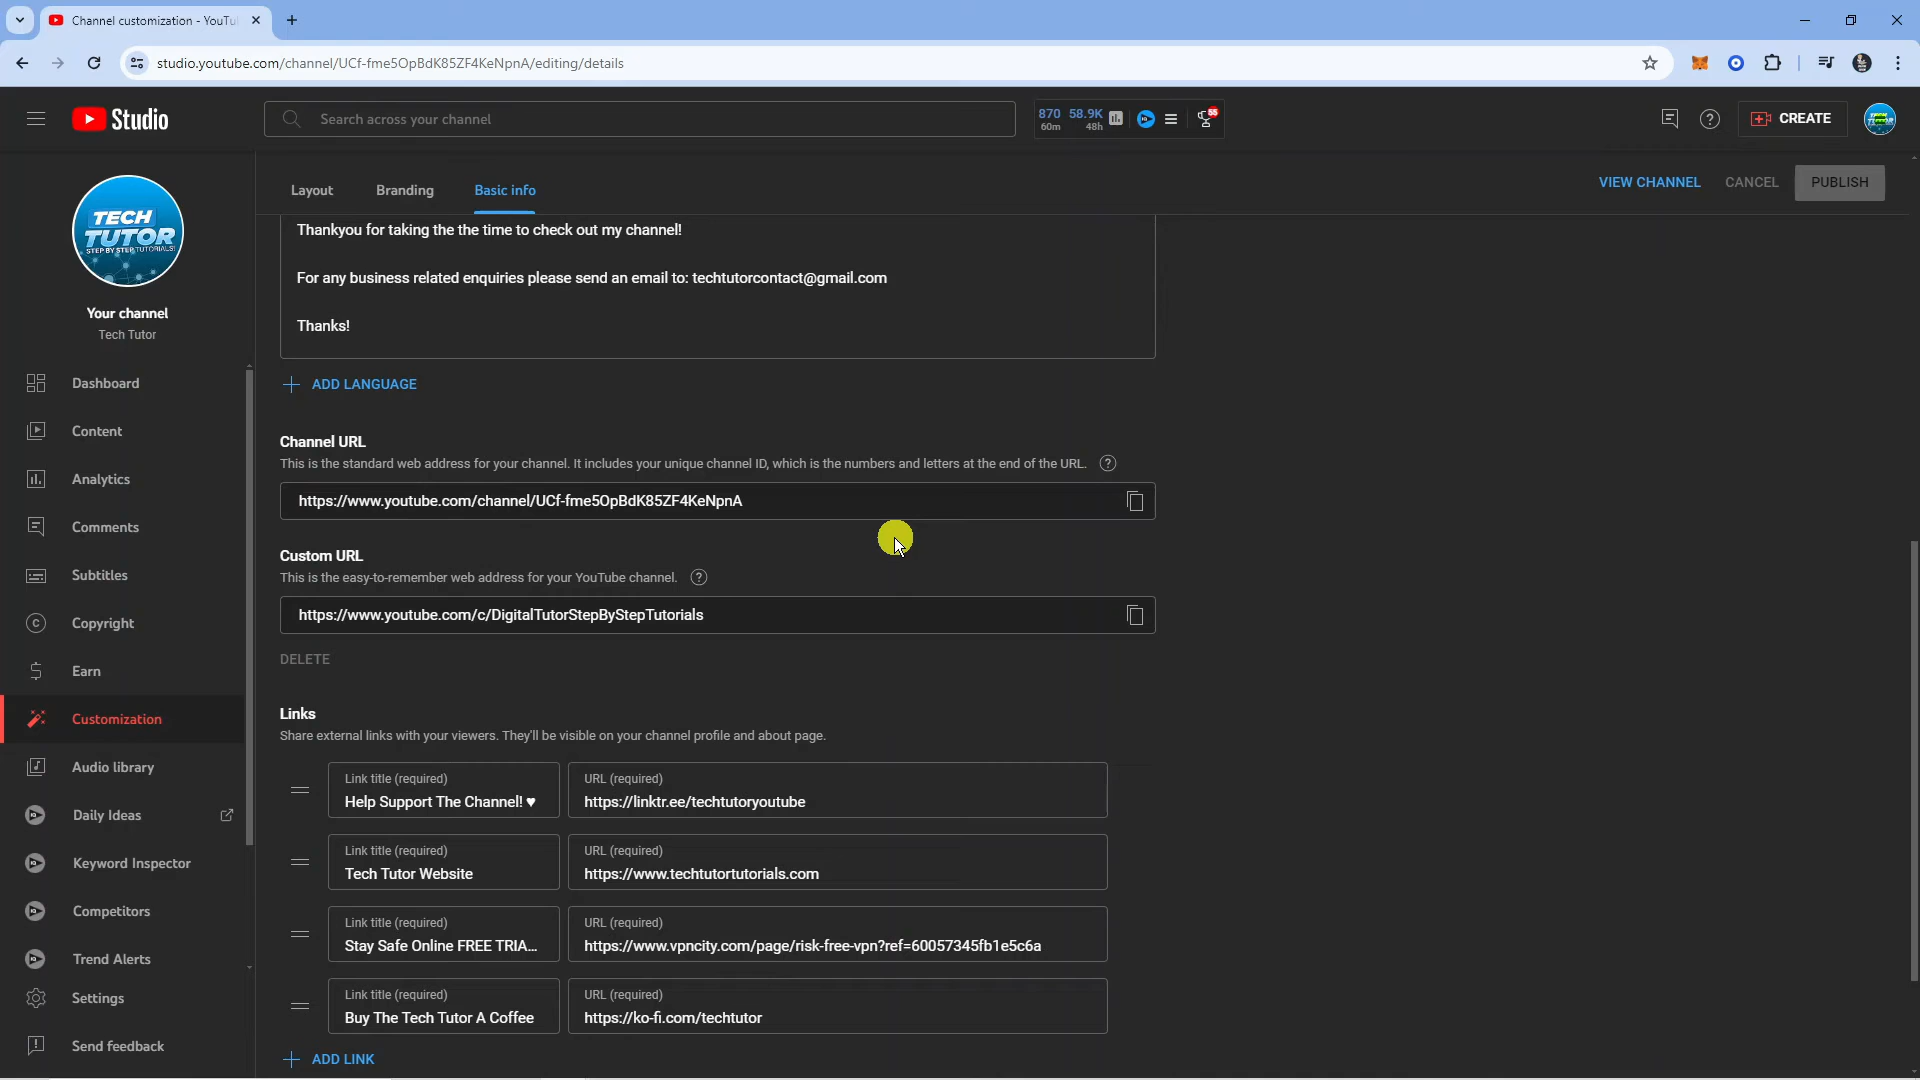 Channel customization - YouTu
studio.youtube.com/channel/UCf-fme5OpBdK85ZF4KeNpnA/editing/details
Studio
Search across your channel
870 58.9K
60m 48h
55
CREATE
Layout
Branding
Basic info
VIEW CHANNEL
CANCEL
PUBLISH
TECH
TUTOR
STEP BY STEP TUTORIALS!
Your channel
Tech Tutor
Dashboard
Content
Analytics
Comments
Subtitles
Copyright
Earn
Customization
Audio library
Daily Ideas
Keyword Inspector
Competitors
Trend Alerts
Settings
Send feedback
Thankyou for taking the the time to check out my channel!
For any business related enquiries please send an email to: techtutorcontact@gmail.com
Thanks!
ADD LANGUAGE
Channel URL
This is the standard web address for your channel. It includes your unique channel ID, which is the numbers and letters at the end of the URL.
https://www.youtube.com/channel/UCf-fme5OpBdK85ZF4KeNpnA
Custom URL
This is the easy-to-remember web address for your YouTube channel.
https://www.youtube.com/c/DigitalTutorStepByStepTutorials
DELETE
Links
Share external links with your viewers. They'll be visible on your channel profile and about page.
Link title (required)
Help Support The Channel! ♥
URL (required)
https://linktr.ee/techtutoryoutube
Link title (required)
Tech Tutor Website
URL (required)
https://www.techtutortutorials.com
Link title (required)
Stay Safe Online FREE TRIA...
URL (required)
https://www.vpncity.com/page/risk-free-vpn?ref=60057345fb1e5c6a
Link title (required)
Buy The Tech Tutor A Coffee
URL (required)
https://ko-fi.com/techtutor
ADD LINK